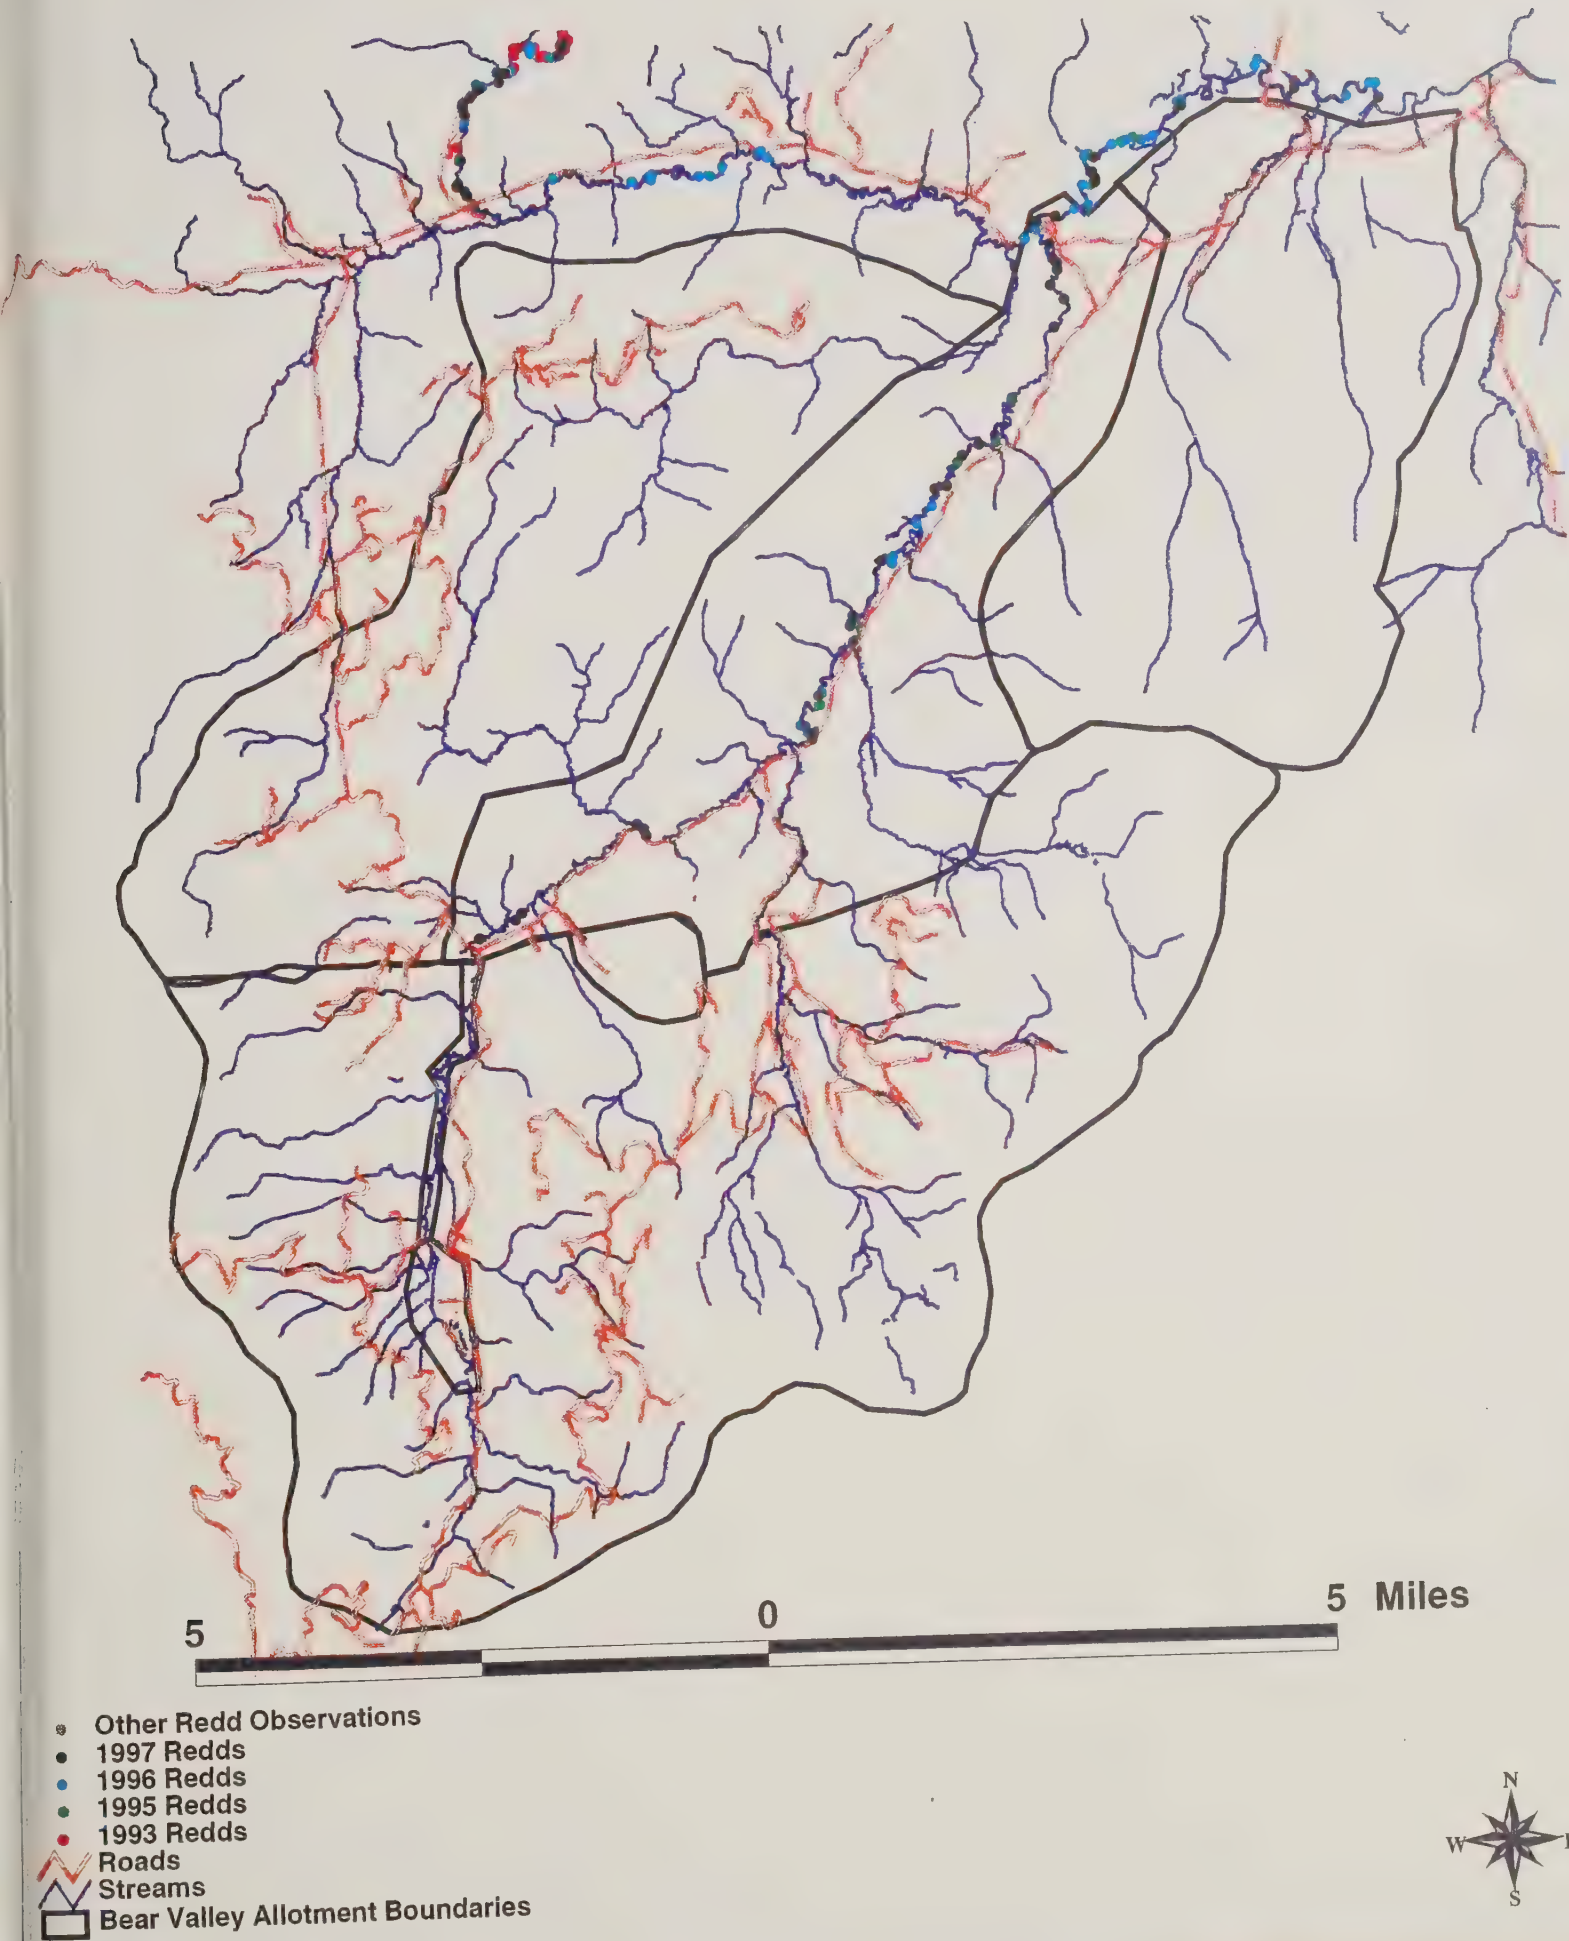 5 0 5 Miles
Other Redd Observations
1997 Redds
1996 Redds
1995 Redds
1993 Redds
Roads
Streams
Bear Valley Allotment Boundaries
N
W
S